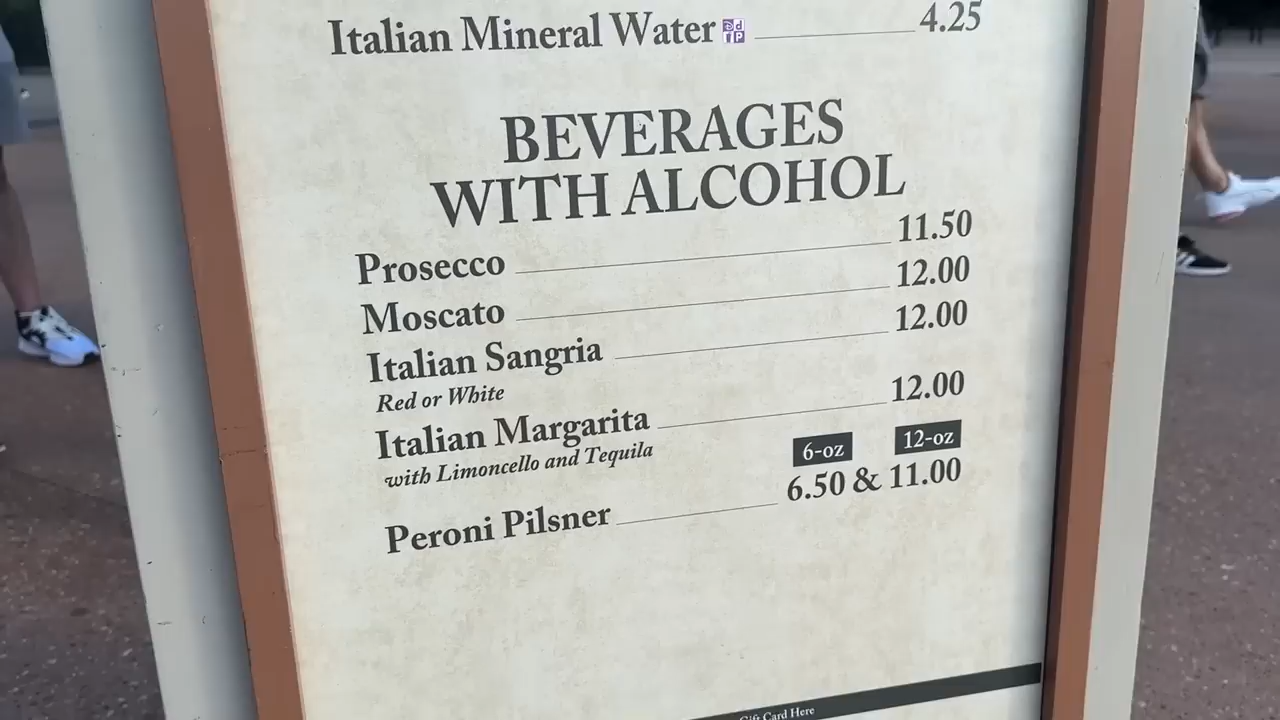 Italian Mineral Water 4.25
BEVERAGES
WITH ALCOHOL
Prosecco 11.50
Moscato 12.00
Italian Sangria 12.00
Red or White
Italian Margarita 12.00
with Limoncello and Tequila
6-oz 12-oz
Peroni Pilsner 6.50 & 11.00
Gift Card Here